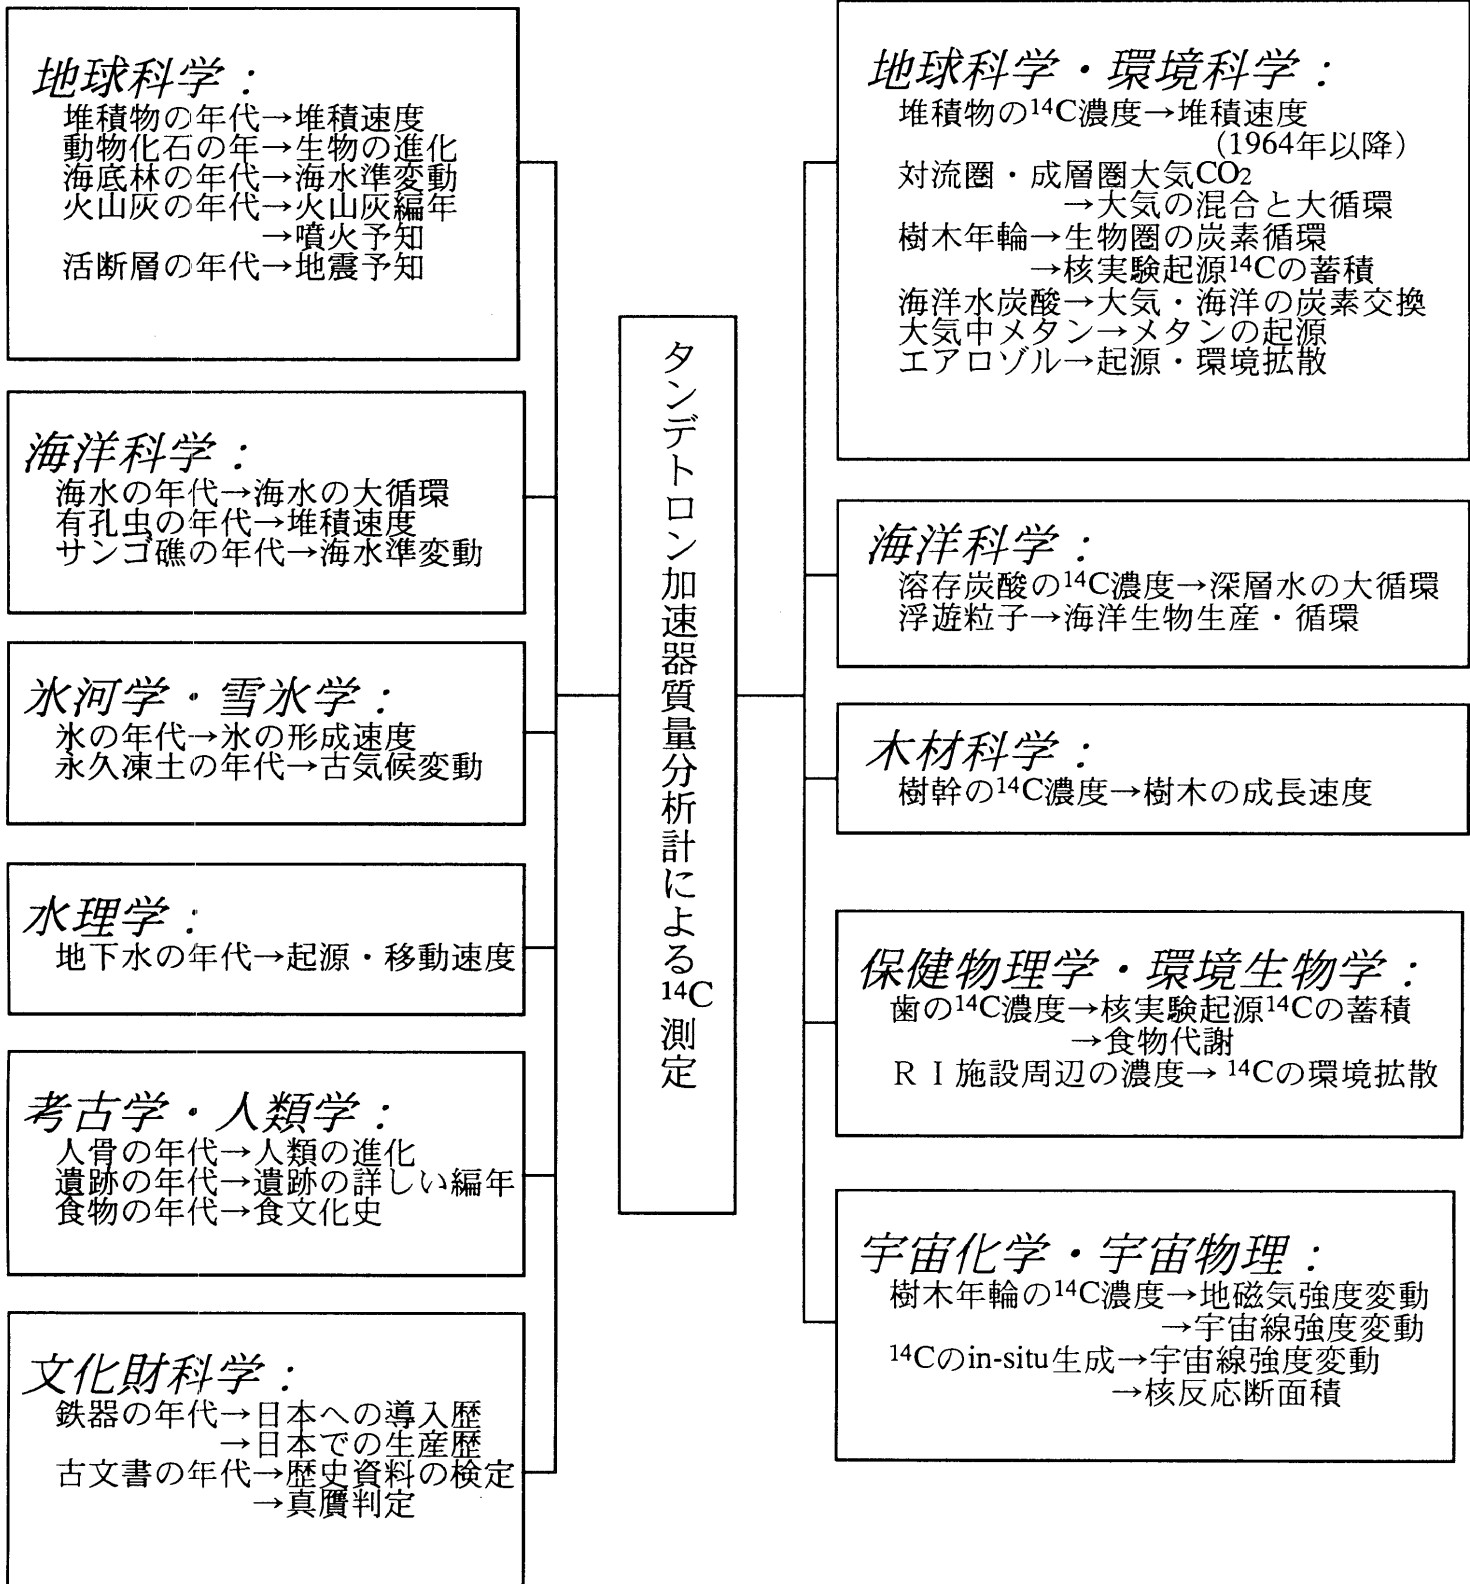 地球科学：
堆積物の年代→堆積速度
動物化石の年→生物の進化
海底林の年代→海水準変動
火山灰の年代→火山灰編年
→噴火予知
活断層の年代→地震予知
海洋科学：
海水の年代→海水の大循環
有孔虫の年代→堆積速度
サンゴ礁の年代→海水準変動
氷河学・雪氷学：
氷の年代→氷の形成速度
永久凍土の年代→古気候変動
水理学：
地下水の年代→起源・移動速度
考古学・人類学：
人骨の年代→人類の進化
遺跡の年代→遺跡の詳しい編年
食物の年代→食文化史
文化財科学：
鉄器の年代→日本への導入歴
→日本での生産歴
古文書の年代→歴史資料の検定
→真贋判定
タンデトロン加速器質量分析計による¹⁴C測定
地球科学・環境科学：
堆積物の¹⁴C濃度→堆積速度
(1964年以降)
対流圏・成層圏大気CO₂
→大気の混合と大循環
樹木年輪→生物圏の炭素循環
→核実験起源¹⁴Cの蓄積
海洋水炭酸→大気・海洋の炭素交換
大気中メタン→メタンの起源
エアロゾル→起源・環境拡散
海洋科学：
溶存炭酸の¹⁴C濃度→深層水の大循環
浮遊粒子→海洋生物生産・循環
木材科学：
樹幹の¹⁴C濃度→樹木の成長速度
保健物理学・環境生物学：
歯の¹⁴C濃度→核実験起源¹⁴Cの蓄積
→食物代謝
ＲＩ施設周辺の濃度→ ¹⁴Cの環境拡散
宇宙化学・宇宙物理：
樹木年輪の¹⁴C濃度→地磁気強度変動
→宇宙線強度変動
¹⁴Cのin-situ生成→宇宙線強度変動
→核反応断面積